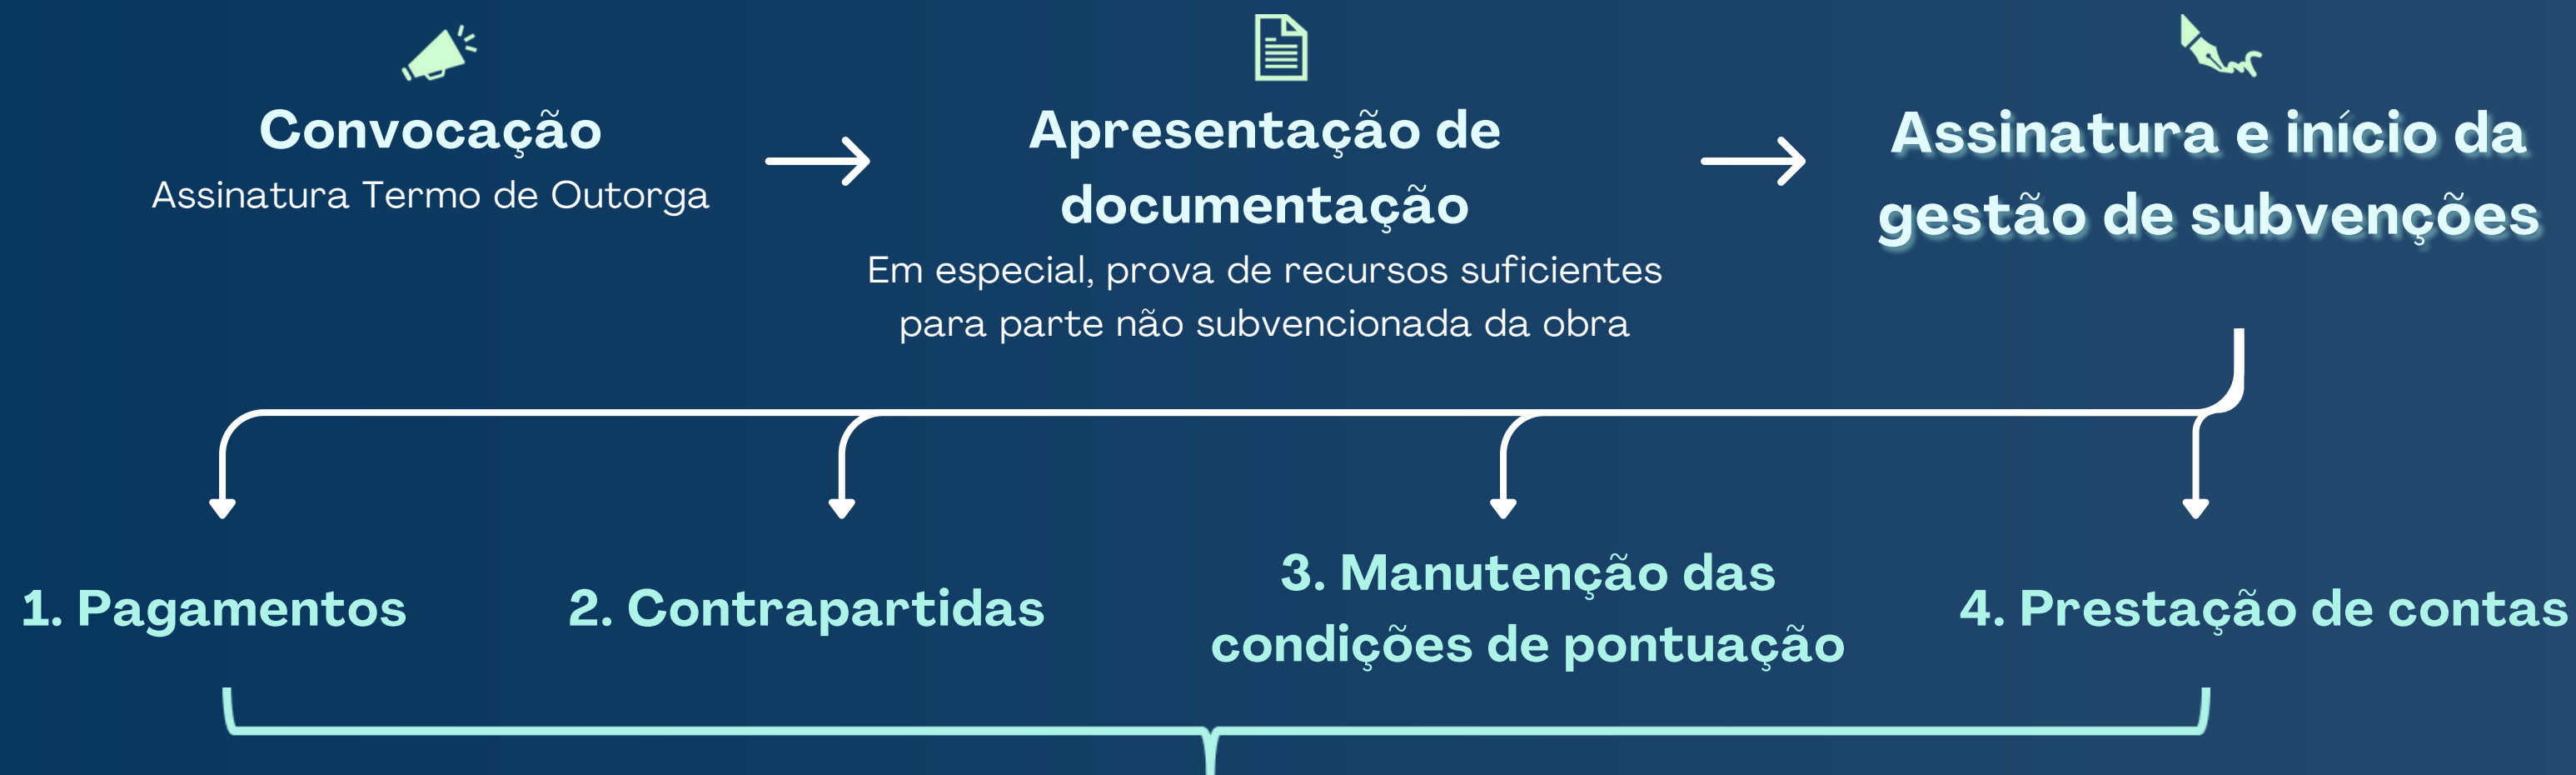 Convocação
Assinatura Termo de Outorga
Apresentação de
documentação
Em especial, prova de recursos suficientes
para parte não subvencionada da obra
Assinatura e início da
gestão de subvenções
1. Pagamentos
2. Contrapartidas
3. Manutenção das
condições de pontuação
4. Prestação de contas